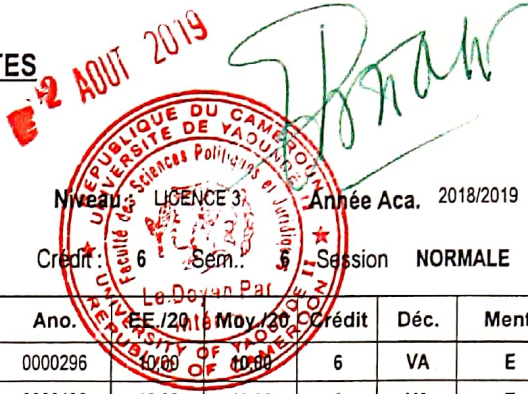 TES
2 AOUT 2019
REPUBLIQUE DU CAMEROUN
UNIVERSITE DE YAOUNDE II
Faculté des Sciences Politiques et Juridiques
Le Doyen Par
Intérim
UNIVERSITY OF YAOUNDE II
REPUBLIC OF CAMEROON
Niveau : LICENCE 3 Année Aca. 2018/2019
Crédit : 6 Sem.: 6 Session NORMALE
Ano. EE./20 Moy./20 Crédit Déc. Ment
0000296 10,00 10,00 6 VA E